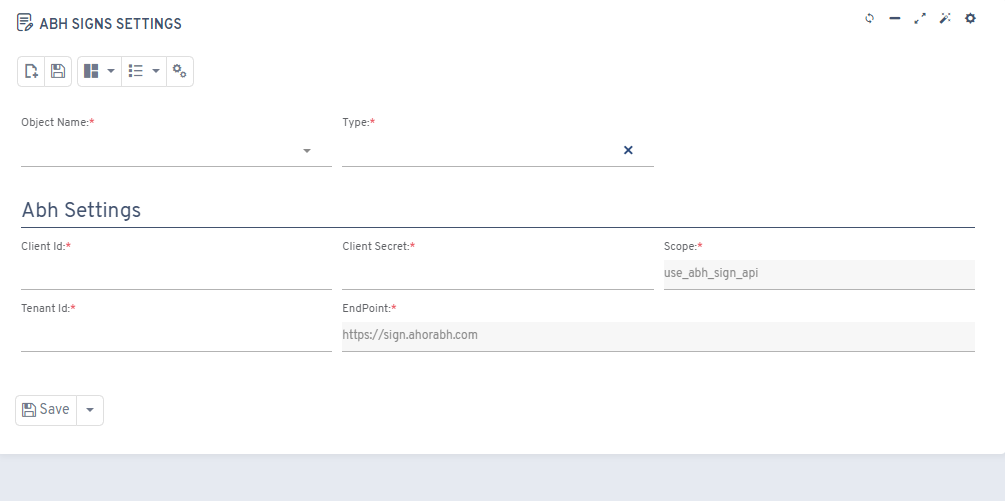 ABH SIGNS SETTINGS
Object Name:* Type:*
Abh Settings
Client Id:* Client Secret:* Scope:*
use_abh_sign_api
Tenant Id:* EndPoint:*
https://sign.ahorabh.com
Save